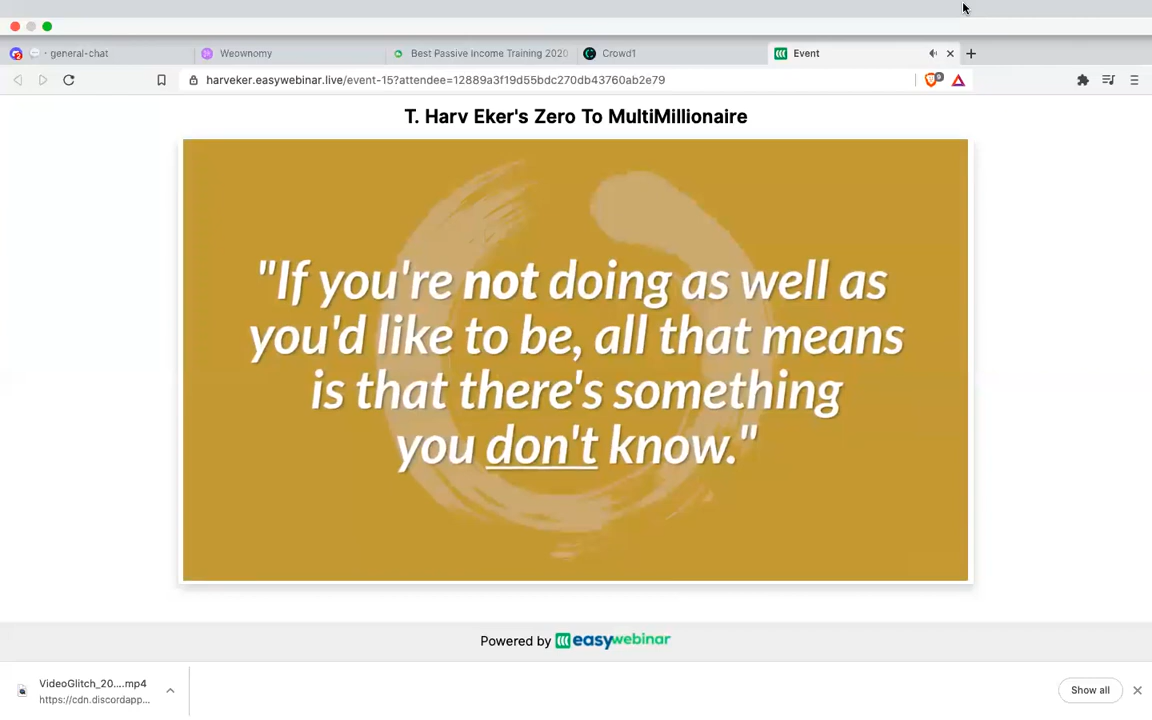 general-chat
Weownomy
Best Passive Income Training 2020
Crowd1
Event
harveker.easywebinar.live/event-15?attendee=12889a3f19d55bdc270db43760ab2e79
T. Harv Eker's Zero To MultiMillionaire
"If you're not doing as well as
you'd like to be, all that means
is that there's something
you don't know."
Powered by easywebinar
VideoGlitch_20....mp4
https://cdn.discordapp...
Show all